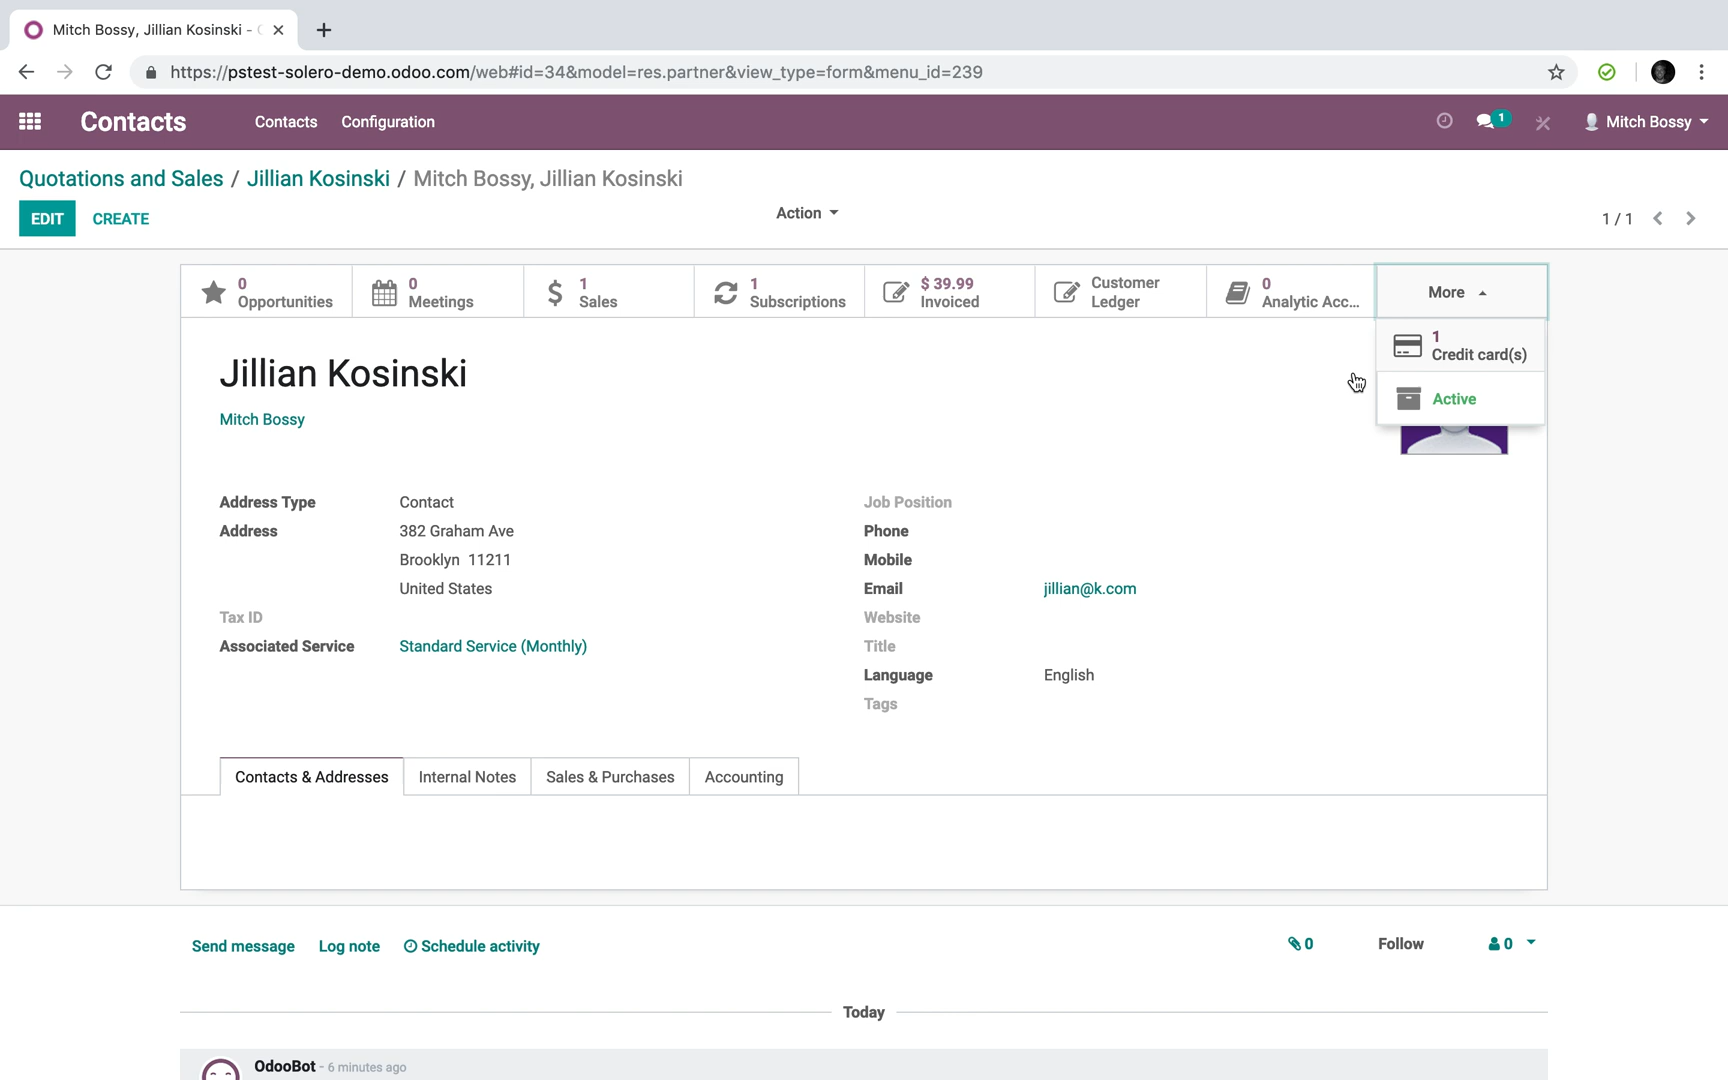 Mitch Bossy, Jillian Kosinski -
https://pstest-solero-demo.odoo.com/web#id=34&model=res.partner&view_type=form&menu_id=239
Contacts
Contacts Configuration
1
Mitch Bossy
Quotations and Sales / Jillian Kosinski / Mitch Bossy, Jillian Kosinski
EDIT CREATE
Action
1 / 1
0
Opportunities
0
Meetings
1
Sales
1
Subscriptions
$ 39.99
Invoiced
Customer
Ledger
0
Analytic Acc...
More
1
Credit card(s)
Active
Jillian Kosinski
Mitch Bossy
Address Type Contact
Address 382 Graham Ave
Brooklyn 11211
United States
Tax ID
Associated Service Standard Service (Monthly)
Job Position
Phone
Mobile
Email jillian@k.com
Website
Title
Language English
Tags
Contacts & Addresses Internal Notes Sales & Purchases Accounting
Send message Log note Schedule activity
0 Follow 0
Today
OdooBot - 6 minutes ago